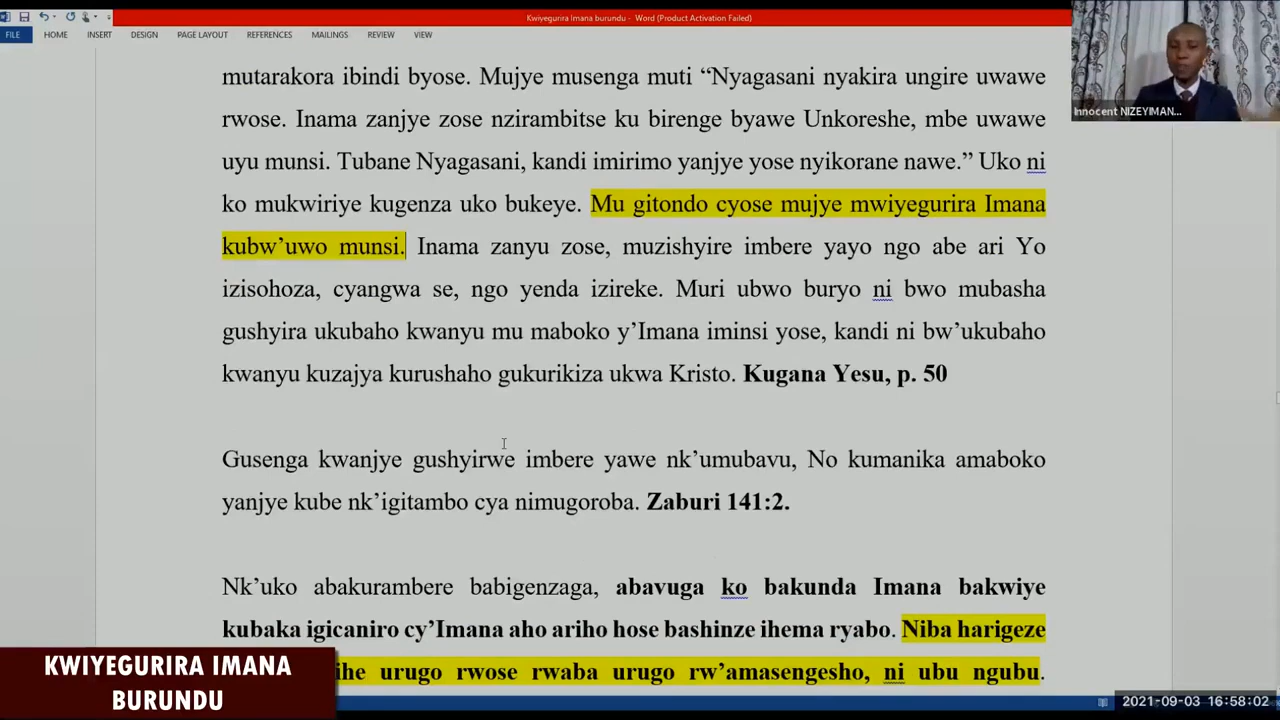 Kwiyegurira Imana burundu - Word (Product Activation Failed)
FILE HOME INSERT DESIGN PAGE LAYOUT REFERENCES MAILINGS REVIEW VIEW
Innocent NIZEYIMAN...
mutarakora ibindi byose. Mujye musenga muti “Nyagasani nyakira ungire uwawe
rwose. Inama zanjye zose nzirambitse ku birenge byawe Unkoreshe, mbe uwawe
uyu munsi. Tubane Nyagasani, kandi imirimo yanjye yose nyikorane nawe.” Uko ni
ko mukwiriye kugenza uko bukeye. Mu gitondo cyose mujye mwiyegurira Imana
kubw’uwo munsi. Inama zanyu zose, muzishyire imbere yayo ngo abe ari Yo
izisohoza, cyangwa se, ngo yenda izireke. Muri ubwo buryo ni bwo mubasha
gushyira ukubaho kwanyu mu maboko y’Imana iminsi yose, kandi ni bw’ukubaho
kwanyu kuzajya kurushaho gukurikiza ukwa Kristo. Kugana Yesu, p. 50
Gusenga kwanjye gushyirwe imbere yawe nk’umubavu, No kumanika amaboko
yanjye kube nk’igitambo cya nimugoroba. Zaburi 141:2.
Nk’uko abakurambere babigenzaga, abavuga ko bakunda Imana bakwiye
kubaka igicaniro cy’Imana aho ariho hose bashinze ihema ryabo. Niba harigeze
urugo rwose rwaba urugo rw’amasengesho, ni ubu ngubu.
KWIYEGURIRA IMANA
BURUNDU
2021-09-03 16:58:02